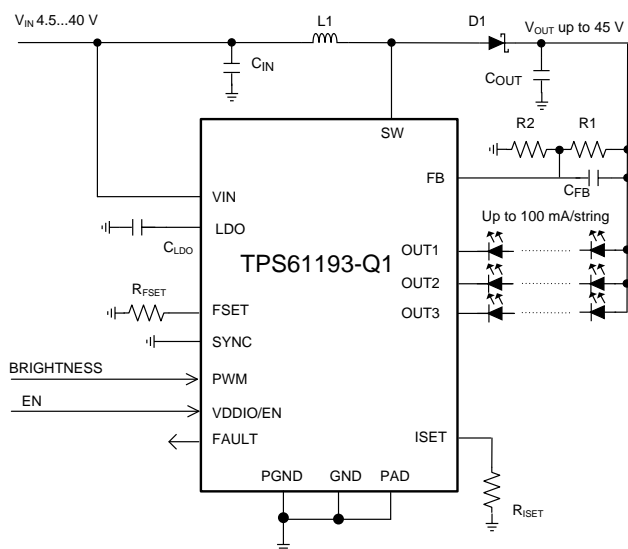 VIN 4.5...40 V
L1
D1
VOUT up to 45 V
CIN
COUT
SW
R2
R1
FB
CFB
VIN
Up to 100 mA/string
LDO
CLDO
OUT1
TPS61193-Q1
OUT2
RFSET
FSET
OUT3
SYNC
BRIGHTNESS
PWM
EN
VDDIO/EN
FAULT
ISET
PGND
GND
PAD
RISET